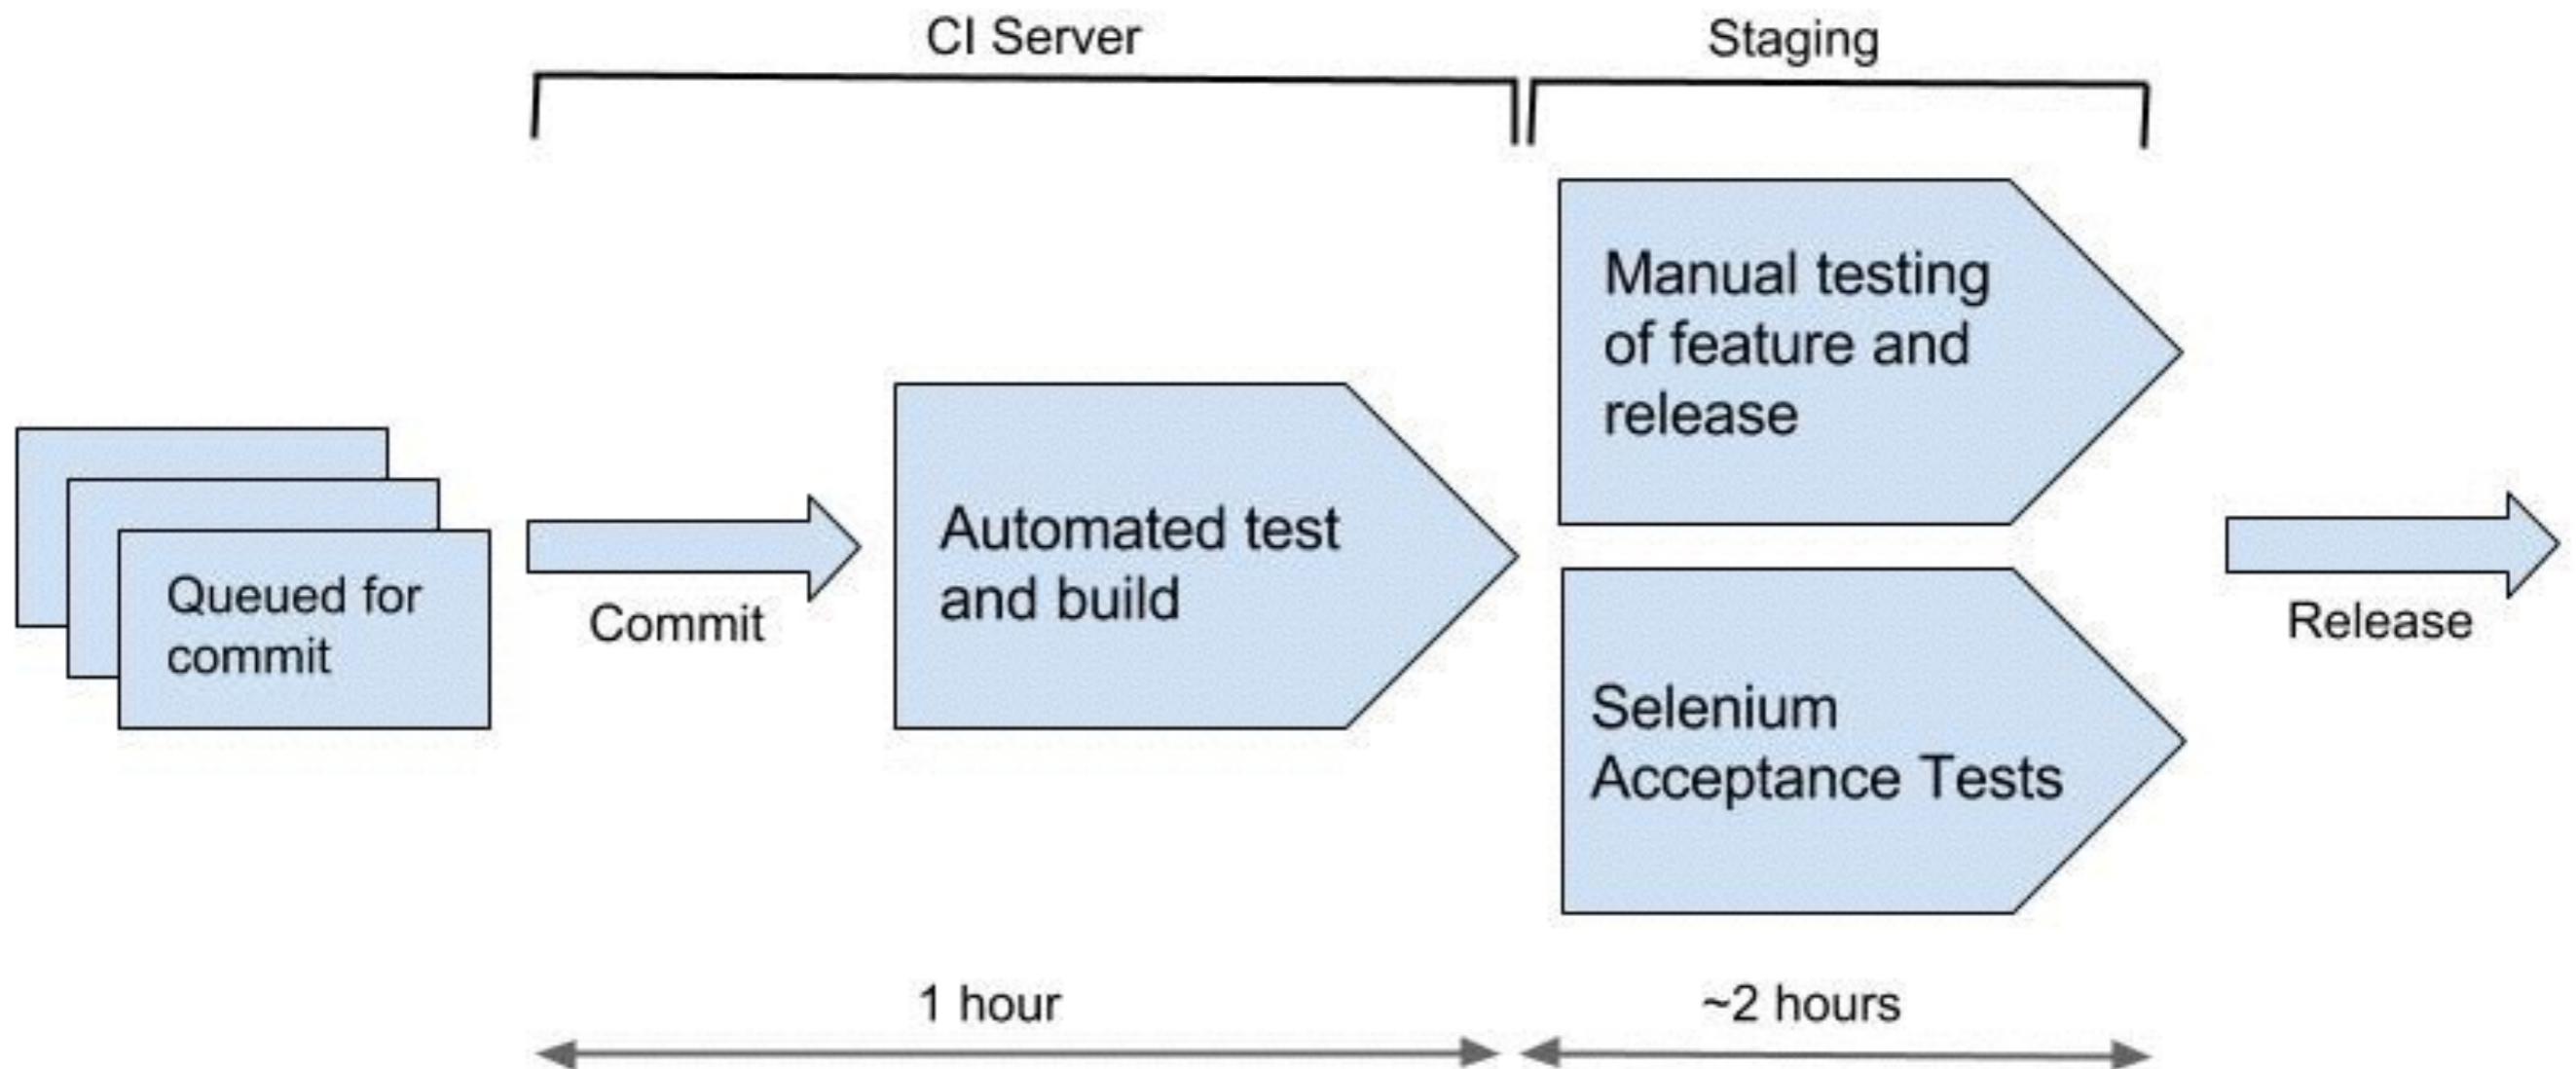 CI Server
Staging
Manual testing
of feature and
release
Automated test
and build
Queued for
commit
Commit
Release
Selenium
Acceptance Tests
1 hour
~2 hours